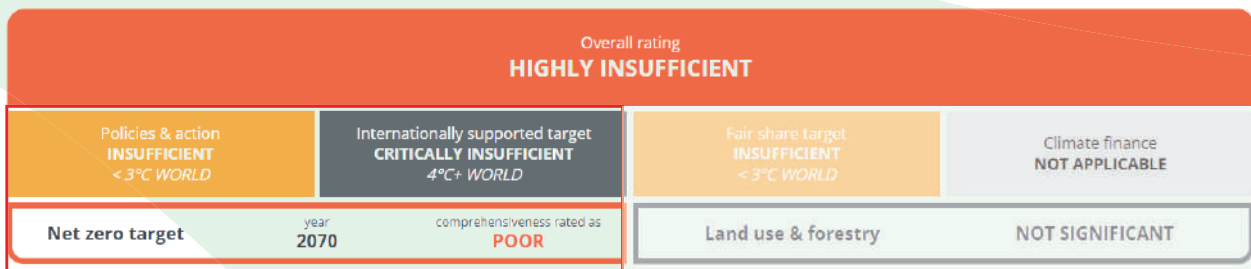 Overall rating
HIGHLY INSUFFICIENT
Policies & action
INSUFFICIENT
< 3°C WORLD
Internationally supported target
CRITICALLY INSUFFICIENT
4°C+ WORLD
Fair share target
INSUFFICIENT
< 3°C WORLD
Climate finance
NOT APPLICABLE
Net zero target
year
2070
comprehensiveness rated as
POOR
Land use & forestry
NOT SIGNIFICANT